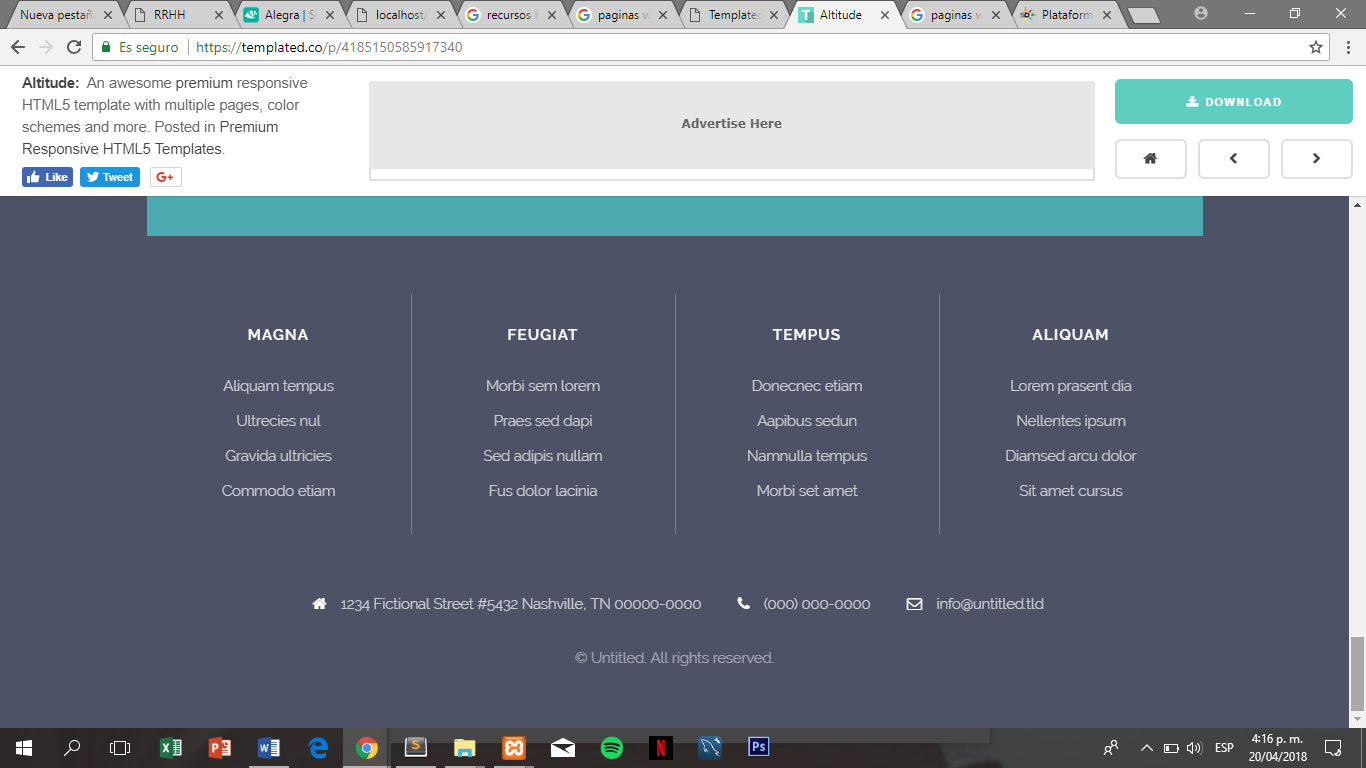 Nueva pestañ
RRHH
Alegra | S
localhost/
recursos h
paginas w
Templated
Altitude
paginas w
Plataform
Es seguro
https://templated.co/p/4185150585917340
Altitude: An awesome premium responsive
HTML5 template with multiple pages, color
schemes and more. Posted in Premium
Responsive HTML5 Templates.
Like
Tweet
G+
Advertise Here
DOWNLOAD
MAGNA
Aliquam tempus
Ultrecies nul
Gravida ultricies
Commodo etiam
FEUGIAT
Morbi sem lorem
Praes sed dapi
Sed adipis nullam
Fus dolor lacinia
TEMPUS
Donecnec etiam
Aapibus sedun
Namnulla tempus
Morbi set amet
ALIQUAM
Lorem prasent dia
Nellentes ipsum
Diamsed arcu dolor
Sit amet cursus
1234 Fictional Street #5432 Nashville, TN 00000-0000
(000) 000-0000
info@untitled.tld
© Untitled. All rights reserved.
ESP
4:16 p. m.
20/04/2018